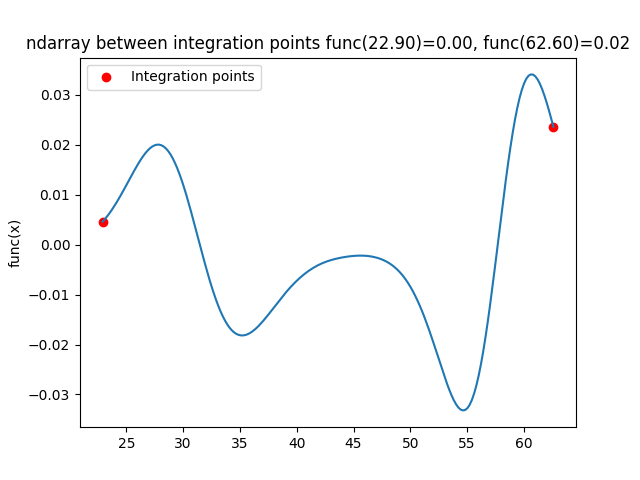 ndarray between integration points func(22.90)=0.00, func(62.60)=0.02
Integration points
func(x)
0.03
0.02
0.01
0.00
−0.01
−0.02
−0.03
25 30 35 40 45 50 55 60